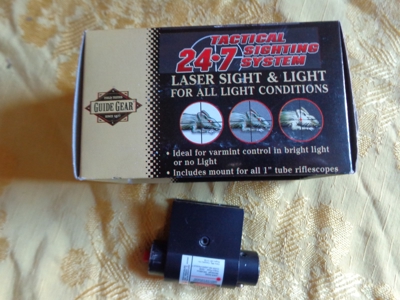 TACTICAL
24·7 SIGHTING
SYSTEM
LASER SIGHT & LIGHT
FOR ALL LIGHT CONDITIONS
GUIDE GEAR
• Ideal for varmint control in bright light
or no Light
• Includes mount for all 1" tube riflescopes